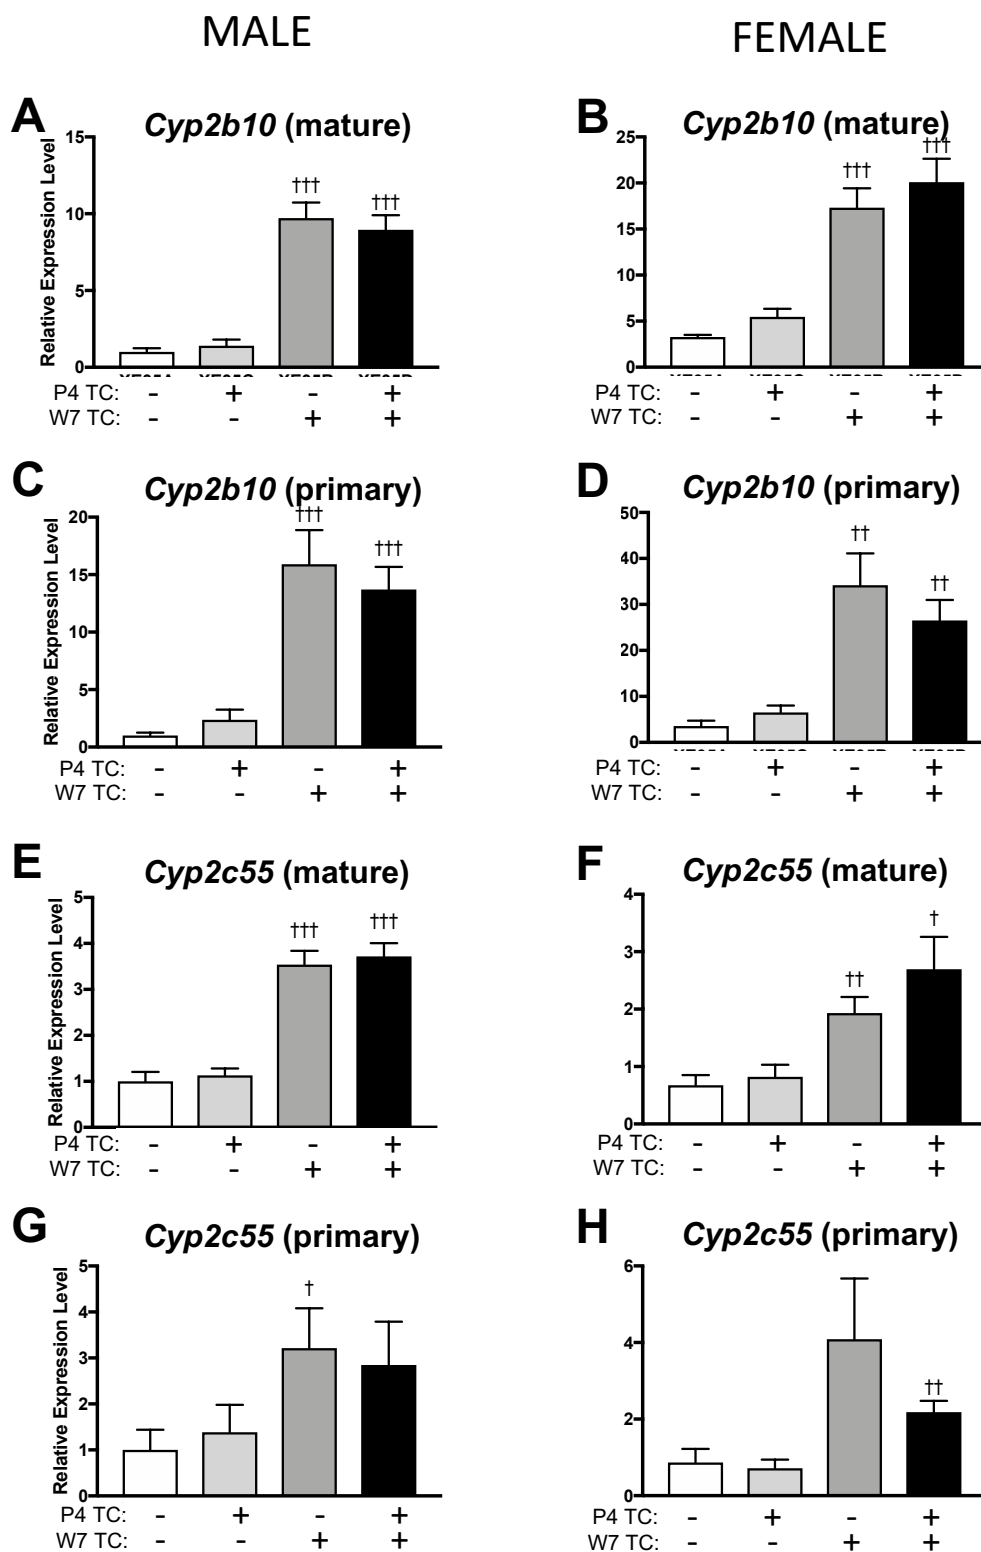 MALE
FEMALE
A
Cyp2b10 (mature)
Relative Expression Level
15
10
5
0
††† †††
P4 TC: - + - +
W7 TC: - - + +
B
Cyp2b10 (mature)
25
20
15
10
5
0
††† †††
P4 TC: - + - +
W7 TC: - - + +
C
Cyp2b10 (primary)
Relative Expression Level
20
15
10
5
0
††† †††
P4 TC: - + - +
W7 TC: - - + +
D
Cyp2b10 (primary)
50
40
30
20
10
0
†† ††
P4 TC: - + - +
W7 TC: - - + +
E
Cyp2c55 (mature)
Relative Expression Level
5
4
3
2
1
0
††† †††
P4 TC: - + - +
W7 TC: - - + +
F
Cyp2c55 (mature)
4
3
2
1
0
†† †
P4 TC: - + - +
W7 TC: - - + +
G
Cyp2c55 (primary)
Relative Expression Level
5
4
3
2
1
0
†
P4 TC: - + - +
W7 TC: - - + +
H
Cyp2c55 (primary)
6
4
2
0
††
P4 TC: - + - +
W7 TC: - - + +